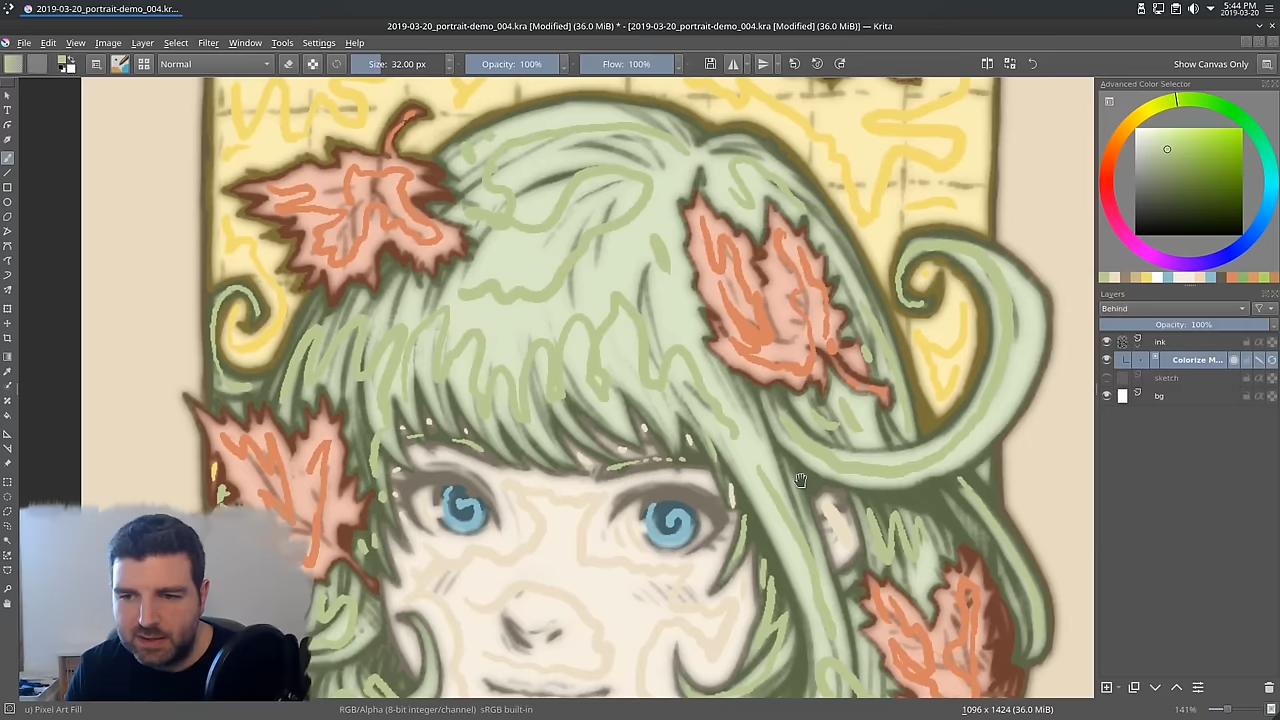 2019-03-20_portrait-demo_004.kr...
5:44 PM
2019-03-20
2019-03-20_portrait-demo_004.kra [Modified] (36.0 MiB) * - [2019-03-20_portrait-demo_004.kra [Modified] (36.0 MiB)] — Krita
File Edit View Image Layer Select Filter Window Tools Settings Help
Normal Size: 32.00 px Opacity: 100% Flow: 100% Show Canvas Only
Advanced Color Selector
Layers
Behind
Opacity: 100%
ink
Colorize M...
sketch
bg
u) Pixel Art Fill RGB/Alpha (8-bit integer/channel) sRGB built-in 1096 x 1424 (36.0 MiB) 141%